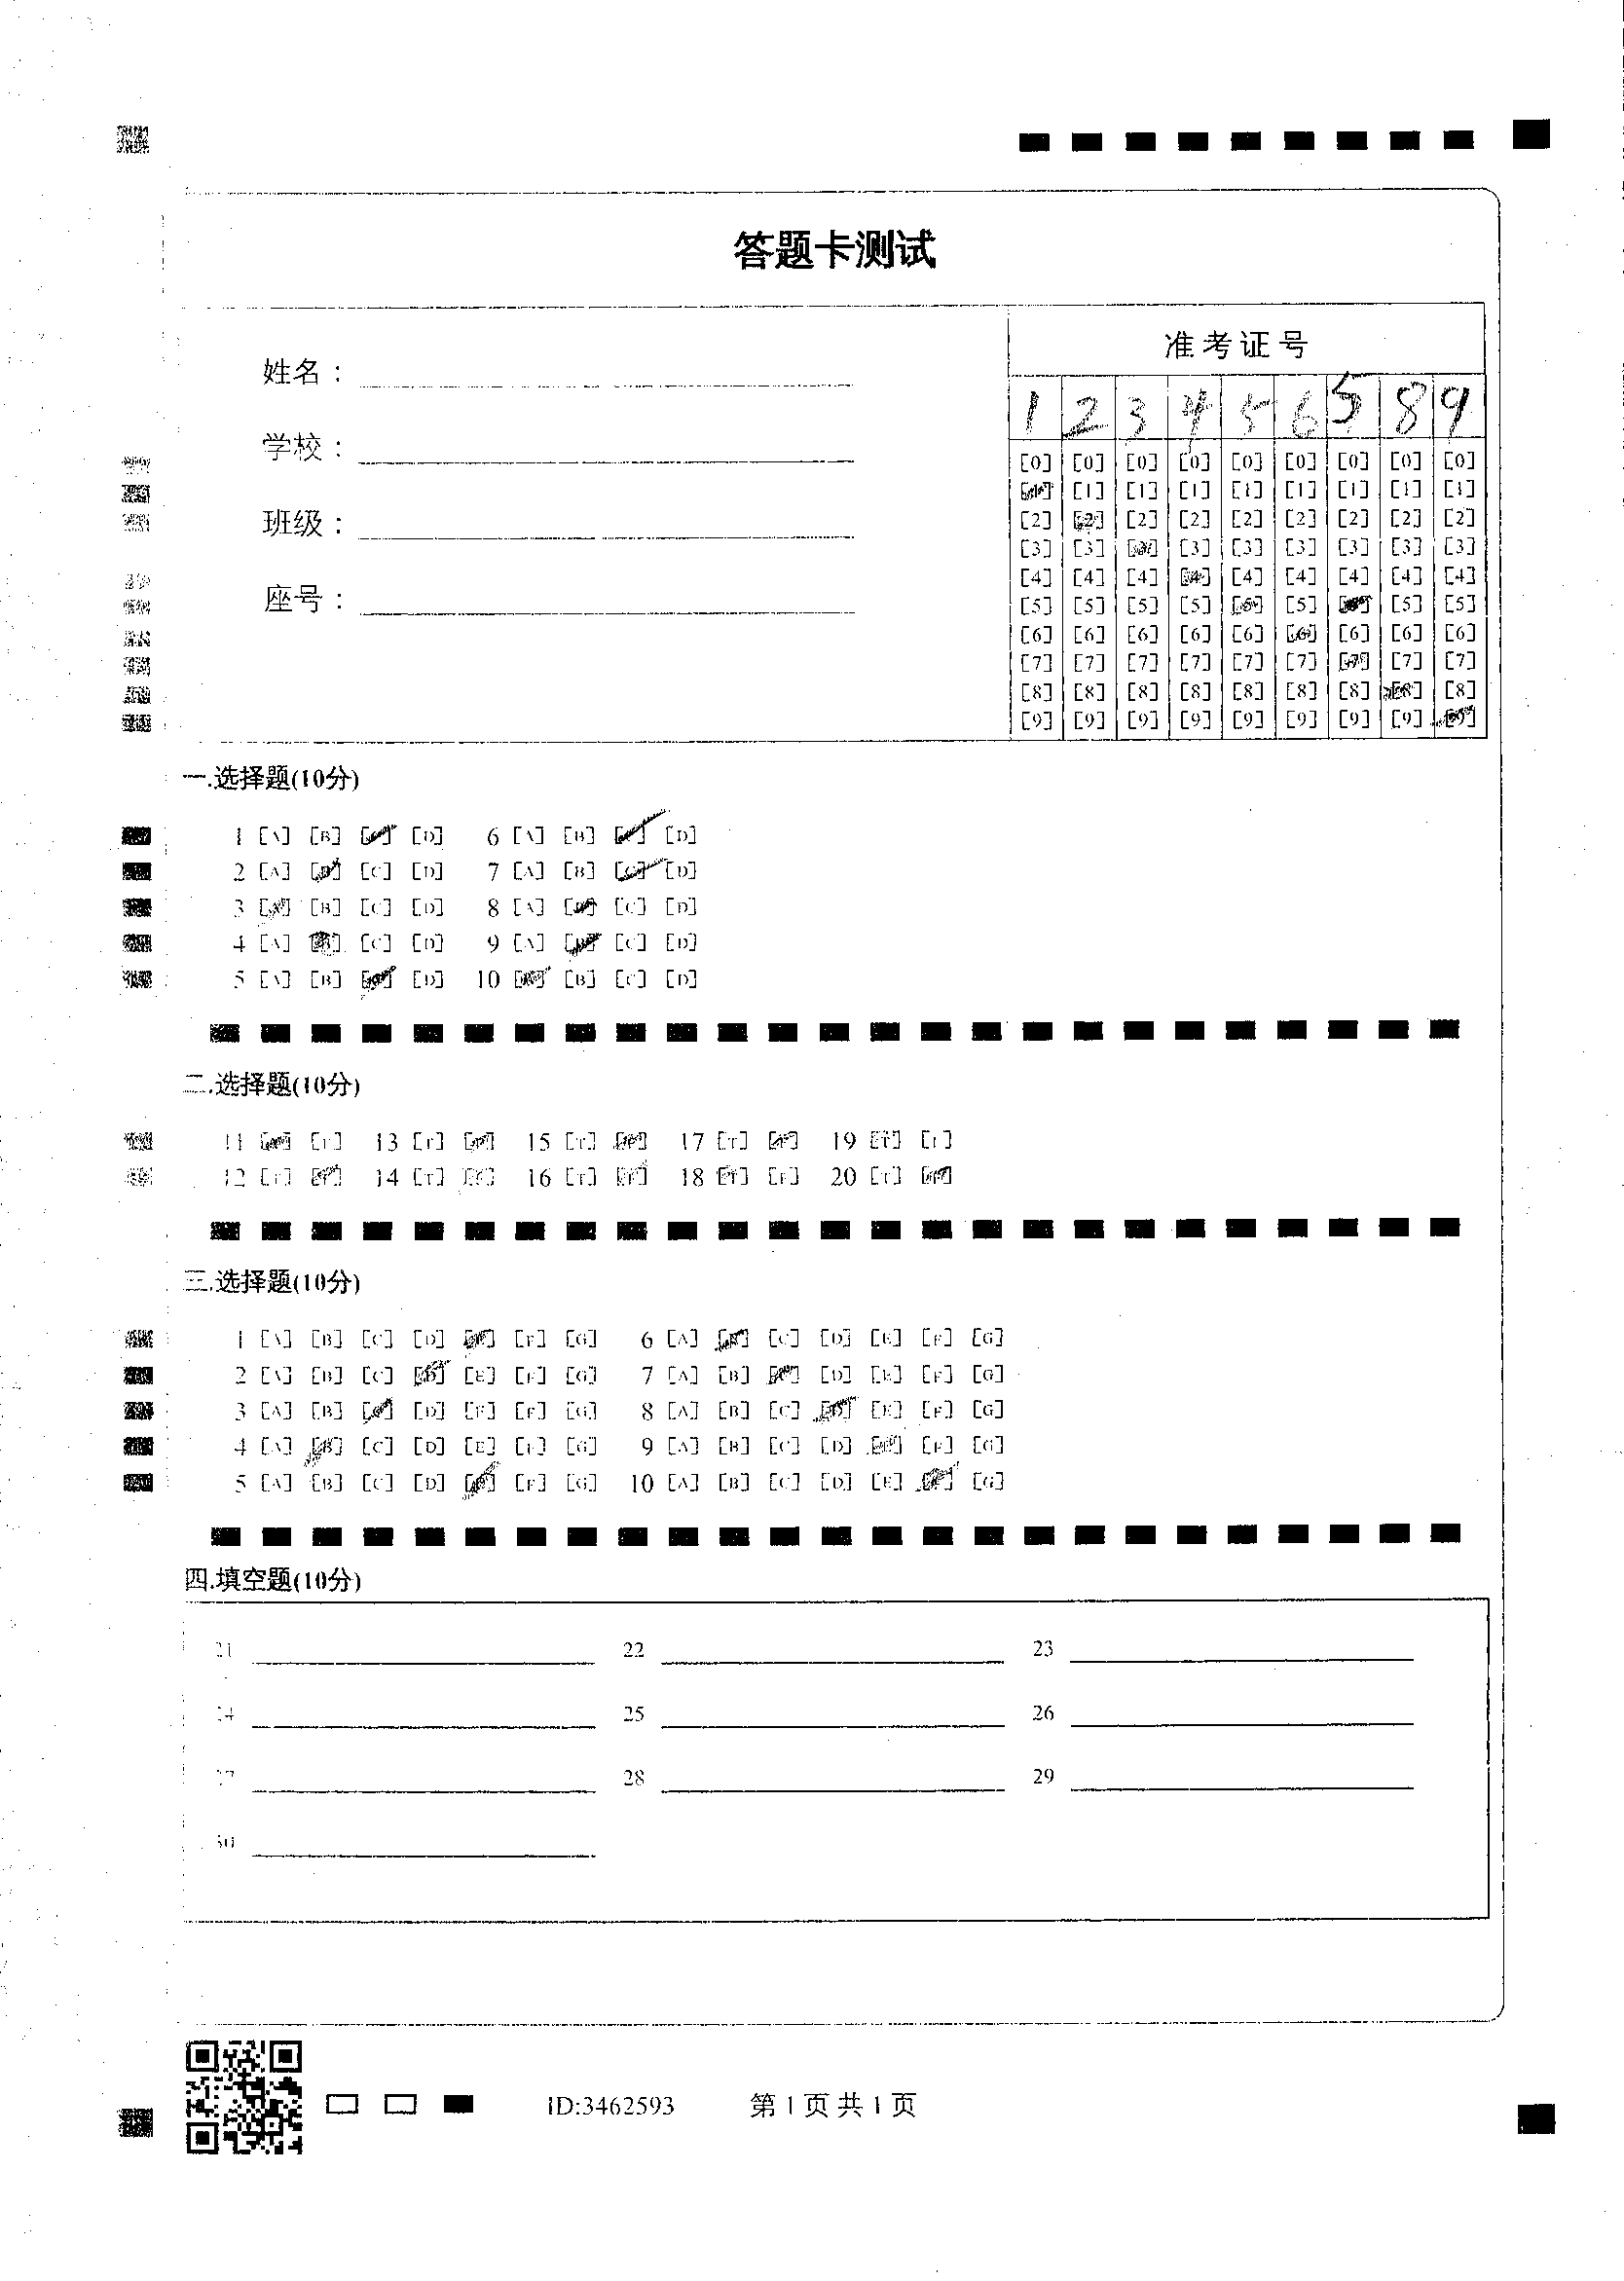 答题卡测试
准考证号
姓名：
1 2 3 4 5 6 5 8 9
学校：
[0] [0] [0] [0] [0] [0] [0] [0] [0]
[1] [1] [1] [1] [1] [1] [1] [1] [1]
班级：
[2] [2] [2] [2] [2] [2] [2] [2] [2]
[3] [3] [3] [3] [3] [3] [3] [3] [3]
[4] [4] [4] [4] [4] [4] [4] [4] [4]
座号：
[5] [5] [5] [5] [5] [5] [5] [5] [5]
[6] [6] [6] [6] [6] [6] [6] [6] [6]
[7] [7] [7] [7] [7] [7] [7] [7] [7]
[8] [8] [8] [8] [8] [8] [8] [8] [8]
[9] [9] [9] [9] [9] [9] [9] [9] [9]
一.选择题(10分)
1 [A] [B] [C] [D] 6 [A] [B] [C] [D]
2 [A] [B] [C] [D] 7 [A] [B] [C] [D]
3 [A] [B] [C] [D] 8 [A] [B] [C] [D]
4 [A] [B] [C] [D] 9 [A] [B] [C] [D]
5 [A] [B] [C] [D] 10 [A] [B] [C] [D]
二.选择题(10分)
11 [T] [F] 13 [T] [F] 15 [T] [F] 17 [T] [F] 19 [T] [F]
12 [T] [F] 14 [T] [F] 16 [T] [F] 18 [T] [F] 20 [T] [F]
三.选择题(10分)
1 [A] [B] [C] [D] [E] [F] [G] 6 [A] [B] [C] [D] [E] [F] [G]
2 [A] [B] [C] [D] [E] [F] [G] 7 [A] [B] [C] [D] [E] [F] [G]
3 [A] [B] [C] [D] [E] [F] [G] 8 [A] [B] [C] [D] [E] [F] [G]
4 [A] [B] [C] [D] [E] [F] [G] 9 [A] [B] [C] [D] [E] [F] [G]
5 [A] [B] [C] [D] [E] [F] [G] 10 [A] [B] [C] [D] [E] [F] [G]
四.填空题(10分)
21 22 23
24 25 26
27 28 29
30
ID:3462593 第1页共1页